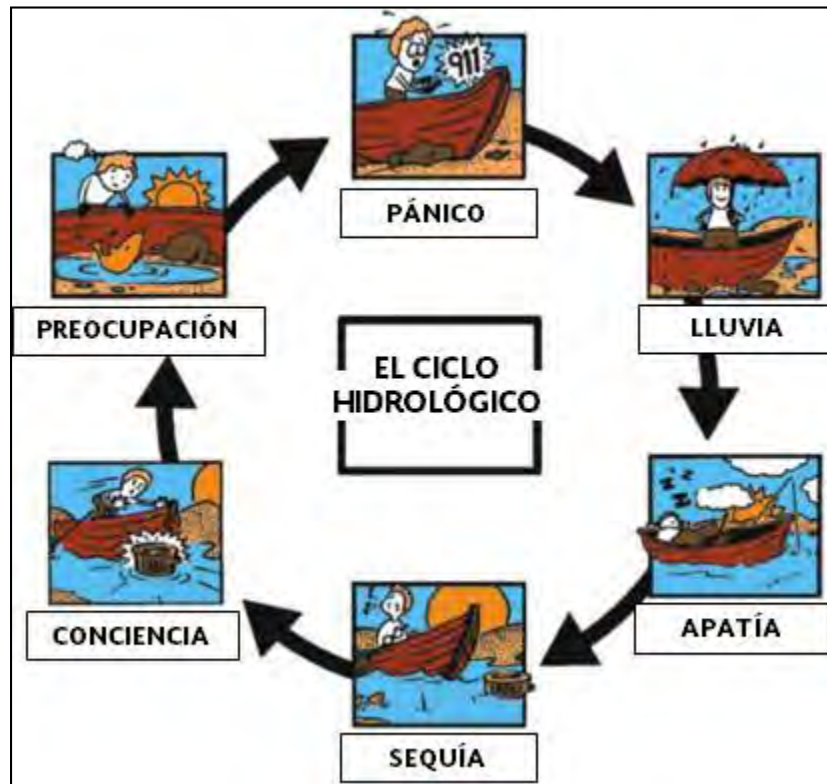 911
PÁNICO
LLUVIA
PREOCUPACIÓN
EL CICLO
HIDROLÓGICO
Z Z Z
APATÍA
CONCIENCIA
SEQUÍA